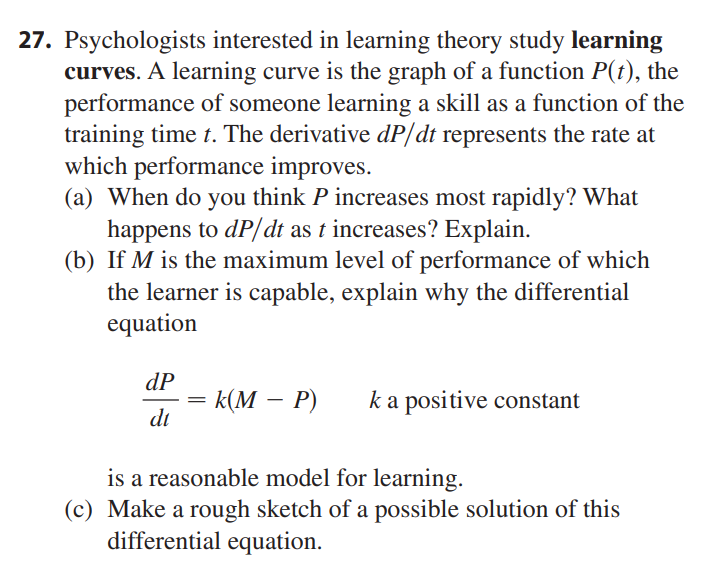 27. Psychologists interested in learning theory study learning
curves. A learning curve is the graph of a function P(t), the
performance of someone learning a skill as a function of the
training time t. The derivative dP/dt represents the rate at
which performance improves.
(a) When do you think P increases most rapidly? What
happens to dP/dt as t increases? Explain.
(b) If M is the maximum level of performance of which
the learner is capable, explain why the differential
equation
dP/dt = k(M − P) k a positive constant
is a reasonable model for learning.
(c) Make a rough sketch of a possible solution of this
differential equation.